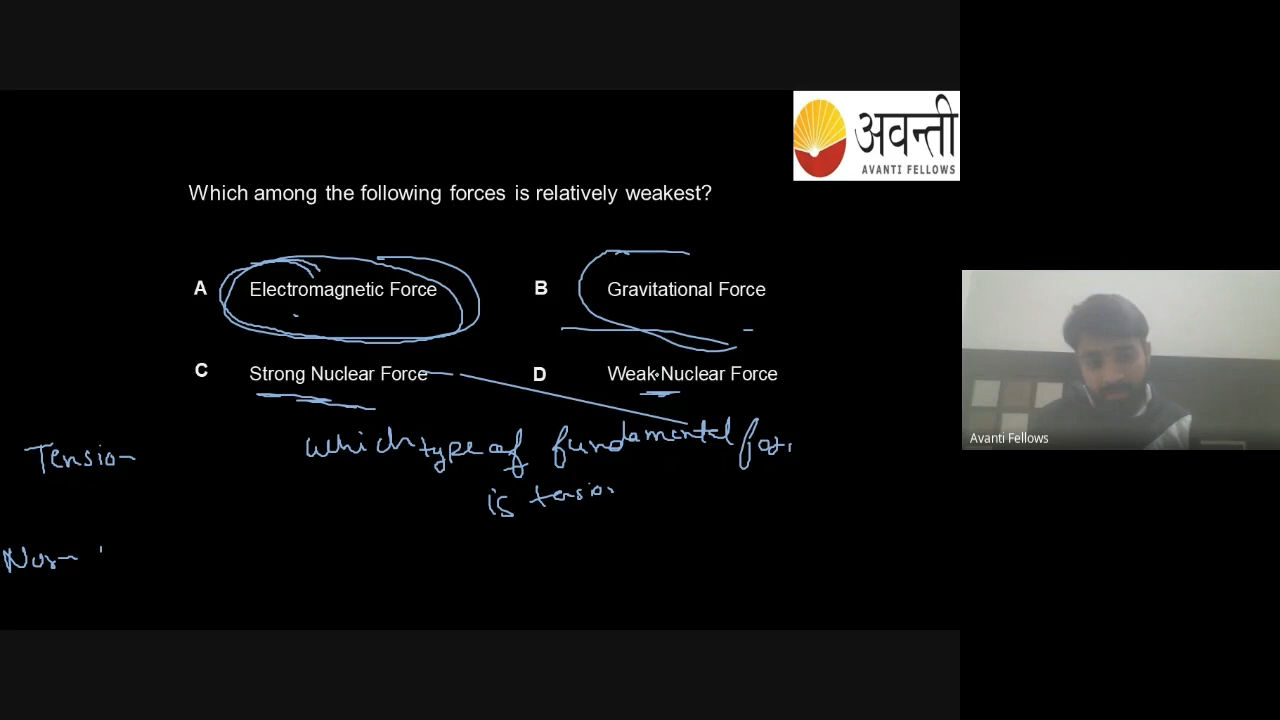 अवन्ती
AVANTI FELLOWS
Which among the following forces is relatively weakest?
A Electromagnetic Force B Gravitational Force
C Strong Nuclear Force D Weak Nuclear Force
Avanti Fellows
Tension
which type of fundamental
is tension